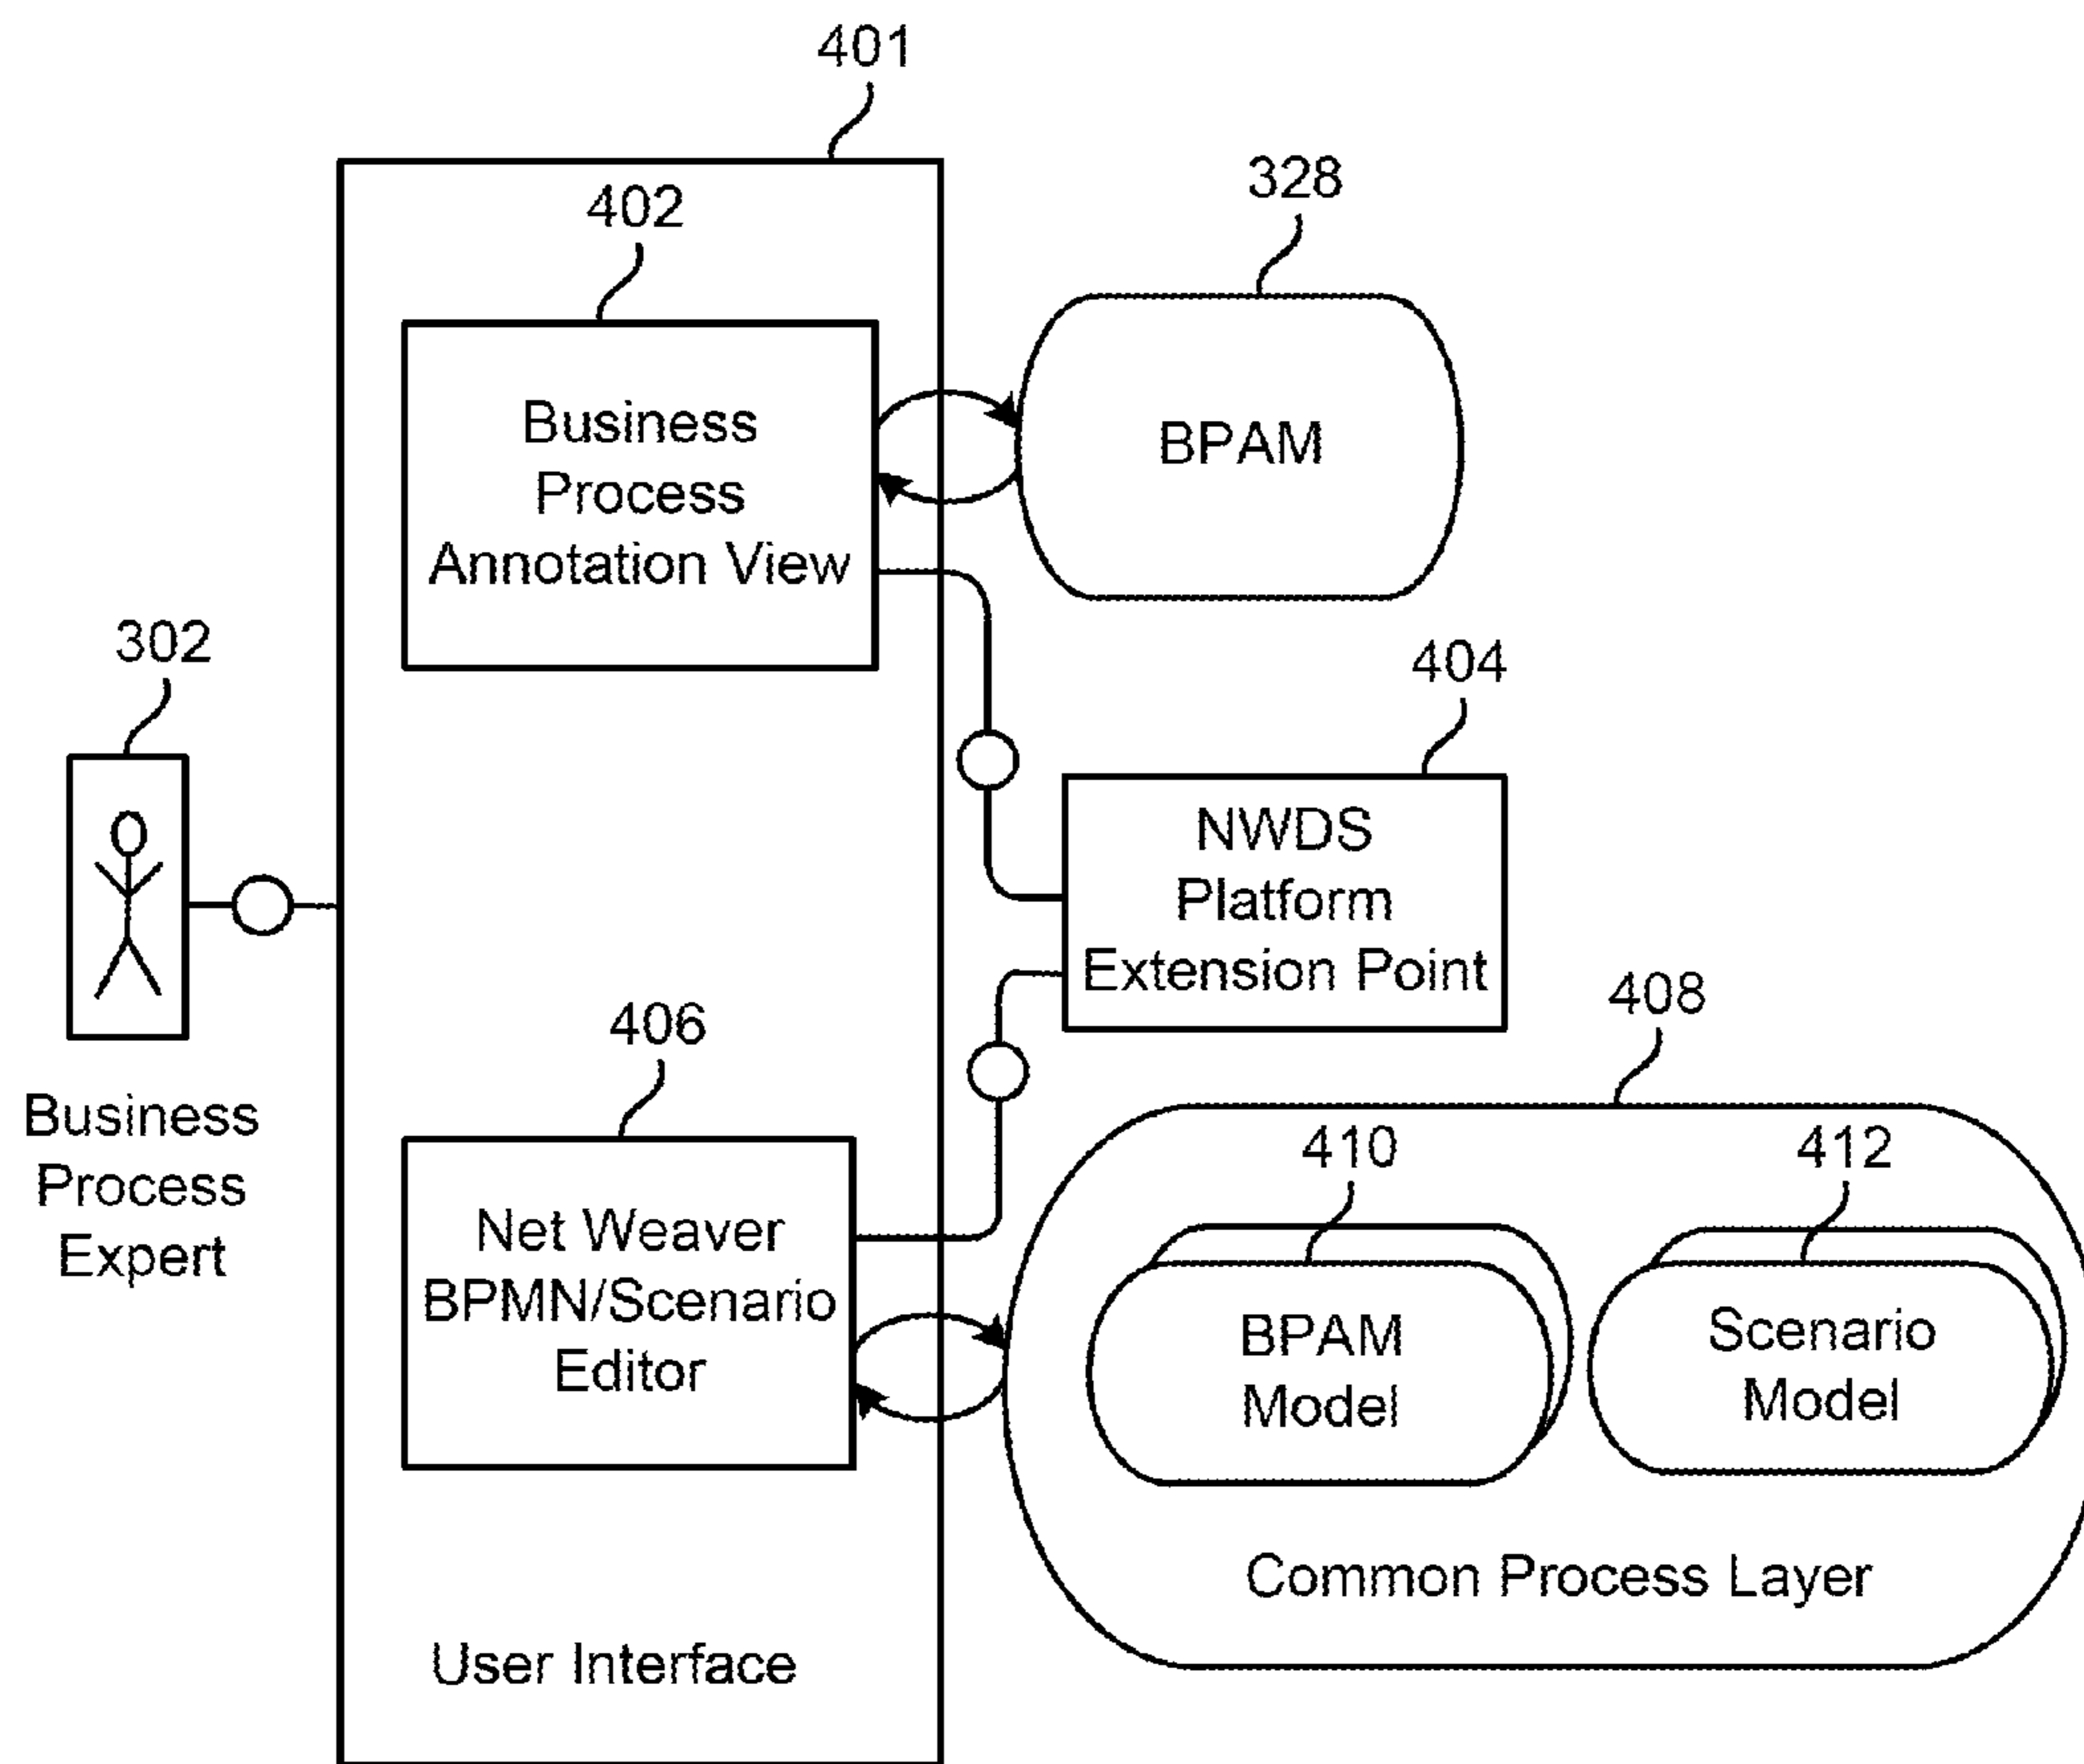 401
402
328
Business
Process
Annotation View
BPAM
302
404
NWDS
Platform
Extension Point
Business
Process
Expert
406
408
410
412
Net Weaver
BPMN/Scenario
Editor
BPAM
Model
Scenario
Model
Common Process Layer
User Interface